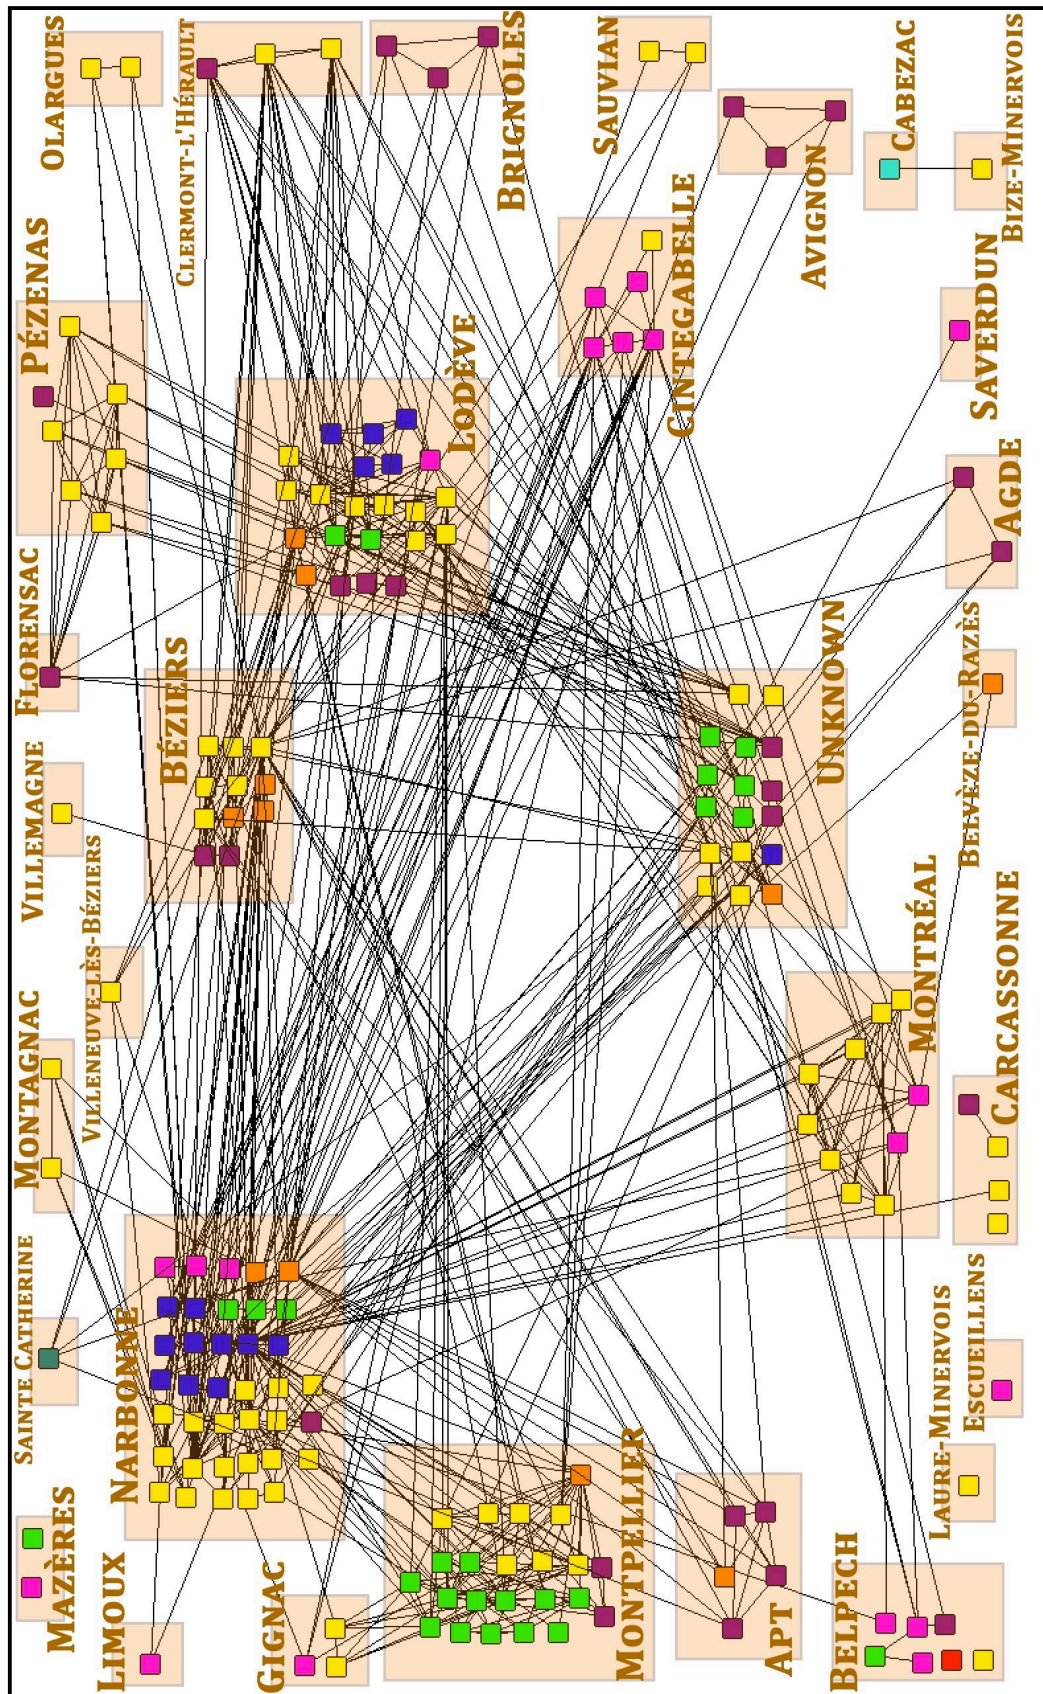 Olargues
Clermont-l'Hérault
Brignoles
Sauvian
Avignon
Cabezac
Bize-Minervois
Pézenas
Lodève
Cintegabelle
Saverdun
Agde
Florensac
Béziers
Unknown
Belvèze-du-Razès
Villemagne
Villeneuve-lès-Béziers
Montagnac
Montréal
Carcassonne
Sainte Catherine
Narbonne
Escueillens
Laure-Minervois
Mazères
Limoux
Gignac
Montpellier
Apt
Belpech